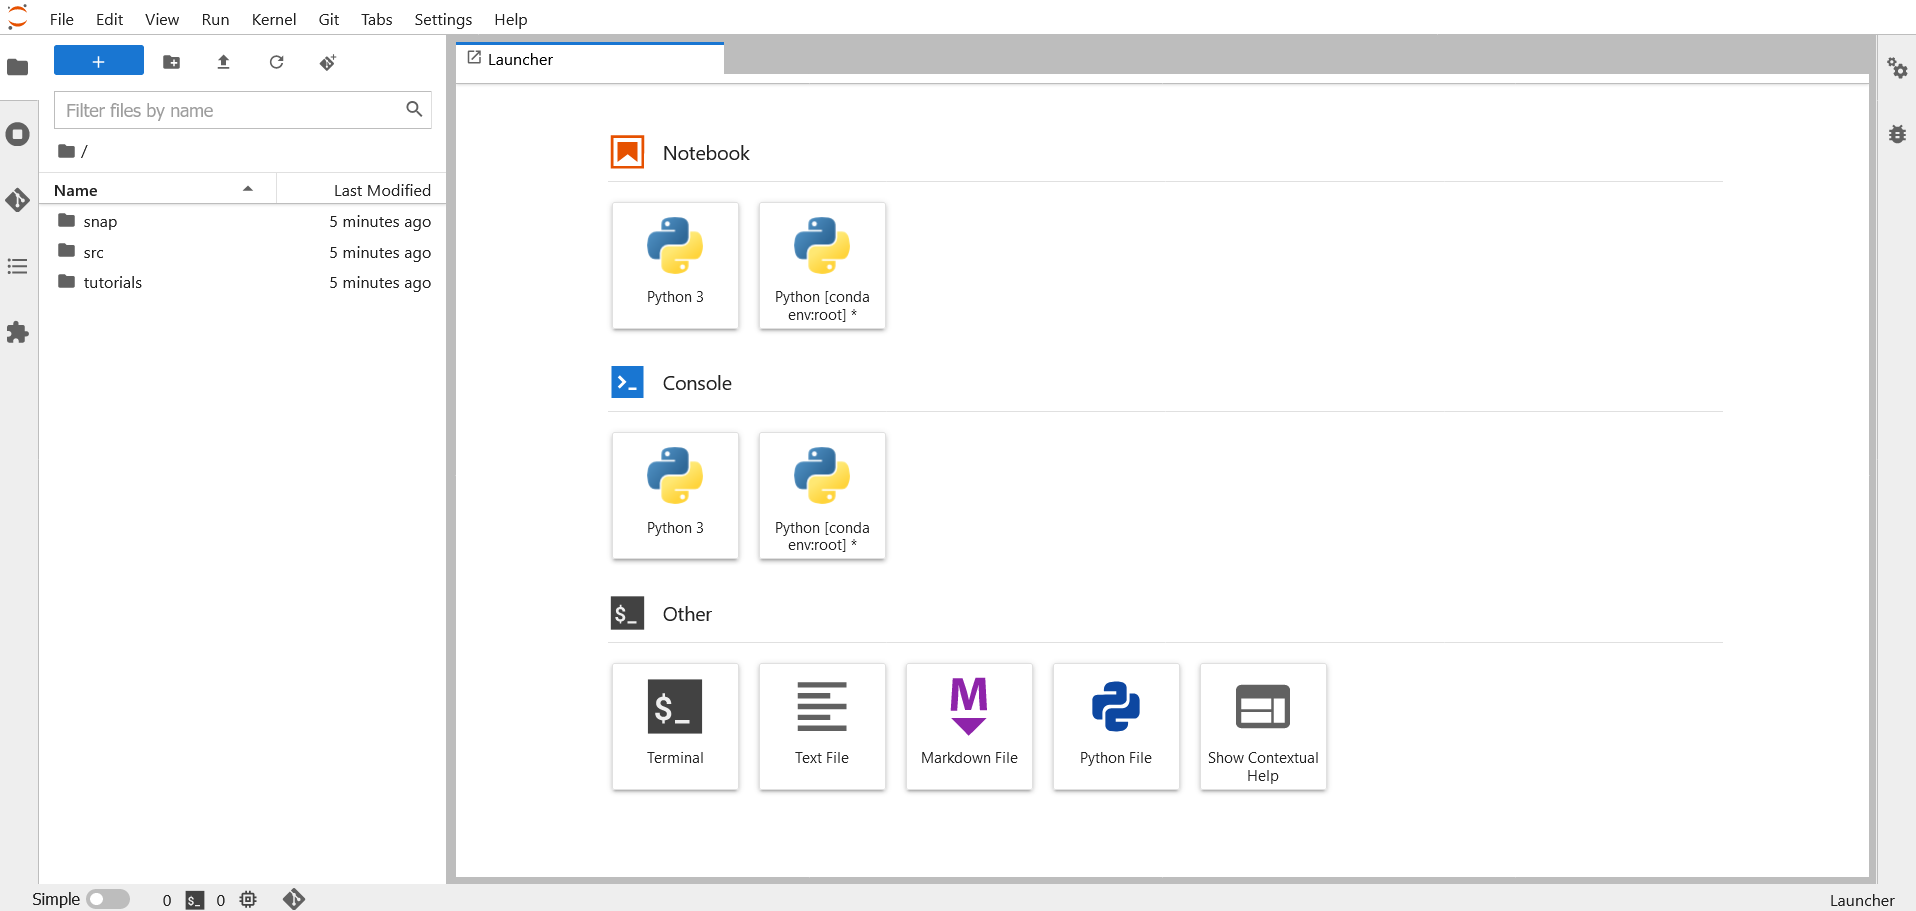 File Edit View Run Kernel Git Tabs Settings Help
Launcher
Filter files by name
/
Name Last Modified
snap 5 minutes ago
src 5 minutes ago
tutorials 5 minutes ago
Notebook
Python 3
Python [conda
env:root] *
Console
Python 3
Python [conda
env:root] *
$_ Other
$_
M
Terminal
Text File
Markdown File
Python File
Show Contextual
Help
Simple 0 $_ 0 Launcher